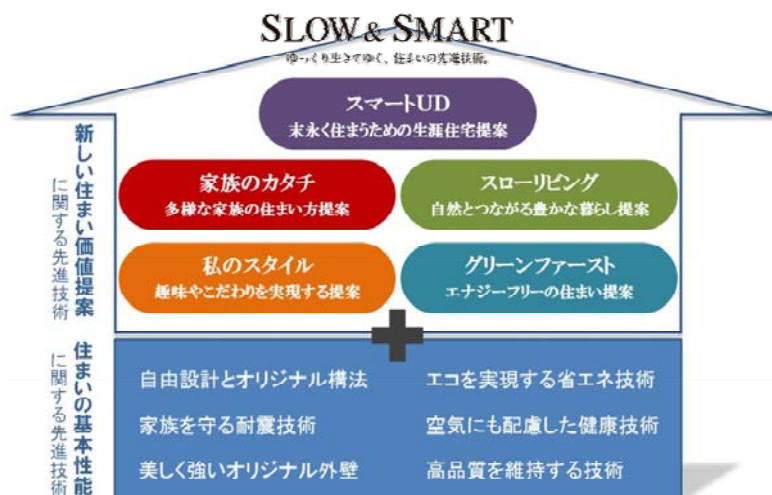 SLOW & SMART
ゆっくり生きてゆく、住まいの先進技術。
スマートUD
末永く住まうための生涯住宅提案
家族のカタチ
多様な家族の住まい方提案
スローリビング
自然とつながる豊かな暮らし提案
私のスタイル
趣味やこだわりを実現する提案
グリーンファースト
エナジーフリーの住まい提案
新しい住まい価値提案
に関する先進技術
自由設計とオリジナル構法
エコを実現する省エネ技術
家族を守る耐震技術
空気にも配慮した健康技術
美しく強いオリジナル外壁
高品質を維持する技術
住まいの基本性能
に関する先進技術